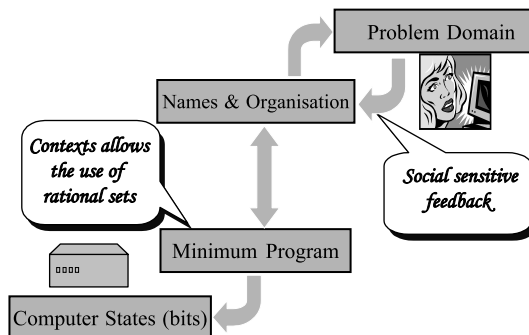 Problem Domain
Names & Organisation
Contexts allows
the use of
rational sets
Social sensitive
feedback
Minimum Program
Computer States (bits)